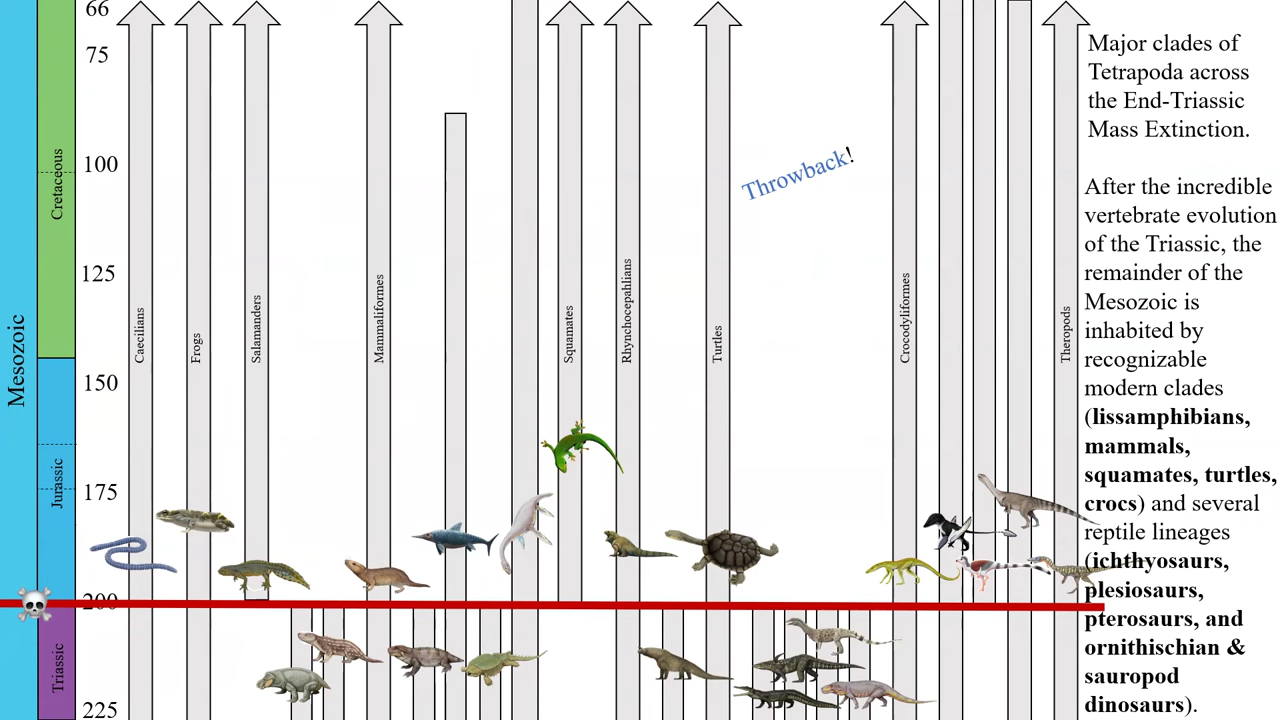 66
75
100
125
150
175
200
225
Mesozoic
Cretaceous
Jurassic
Triassic
Caecilians
Frogs
Salamanders
Mammaliformes
Squamates
Rhynchocepahlians
Turtles
Crocodyliformes
Theropods
Throwback!
Major clades of
Tetrapoda across
the End-Triassic
Mass Extinction.
After the incredible
vertebrate evolution
of the Triassic, the
remainder of the
Mesozoic is
inhabited by
recognizable
modern clades
(lissamphibians,
mammals,
squamates, turtles,
crocs) and several
reptile lineages
(ichthyosaurs,
plesiosaurs,
pterosaurs, and
ornithischian &
sauropod
dinosaurs).